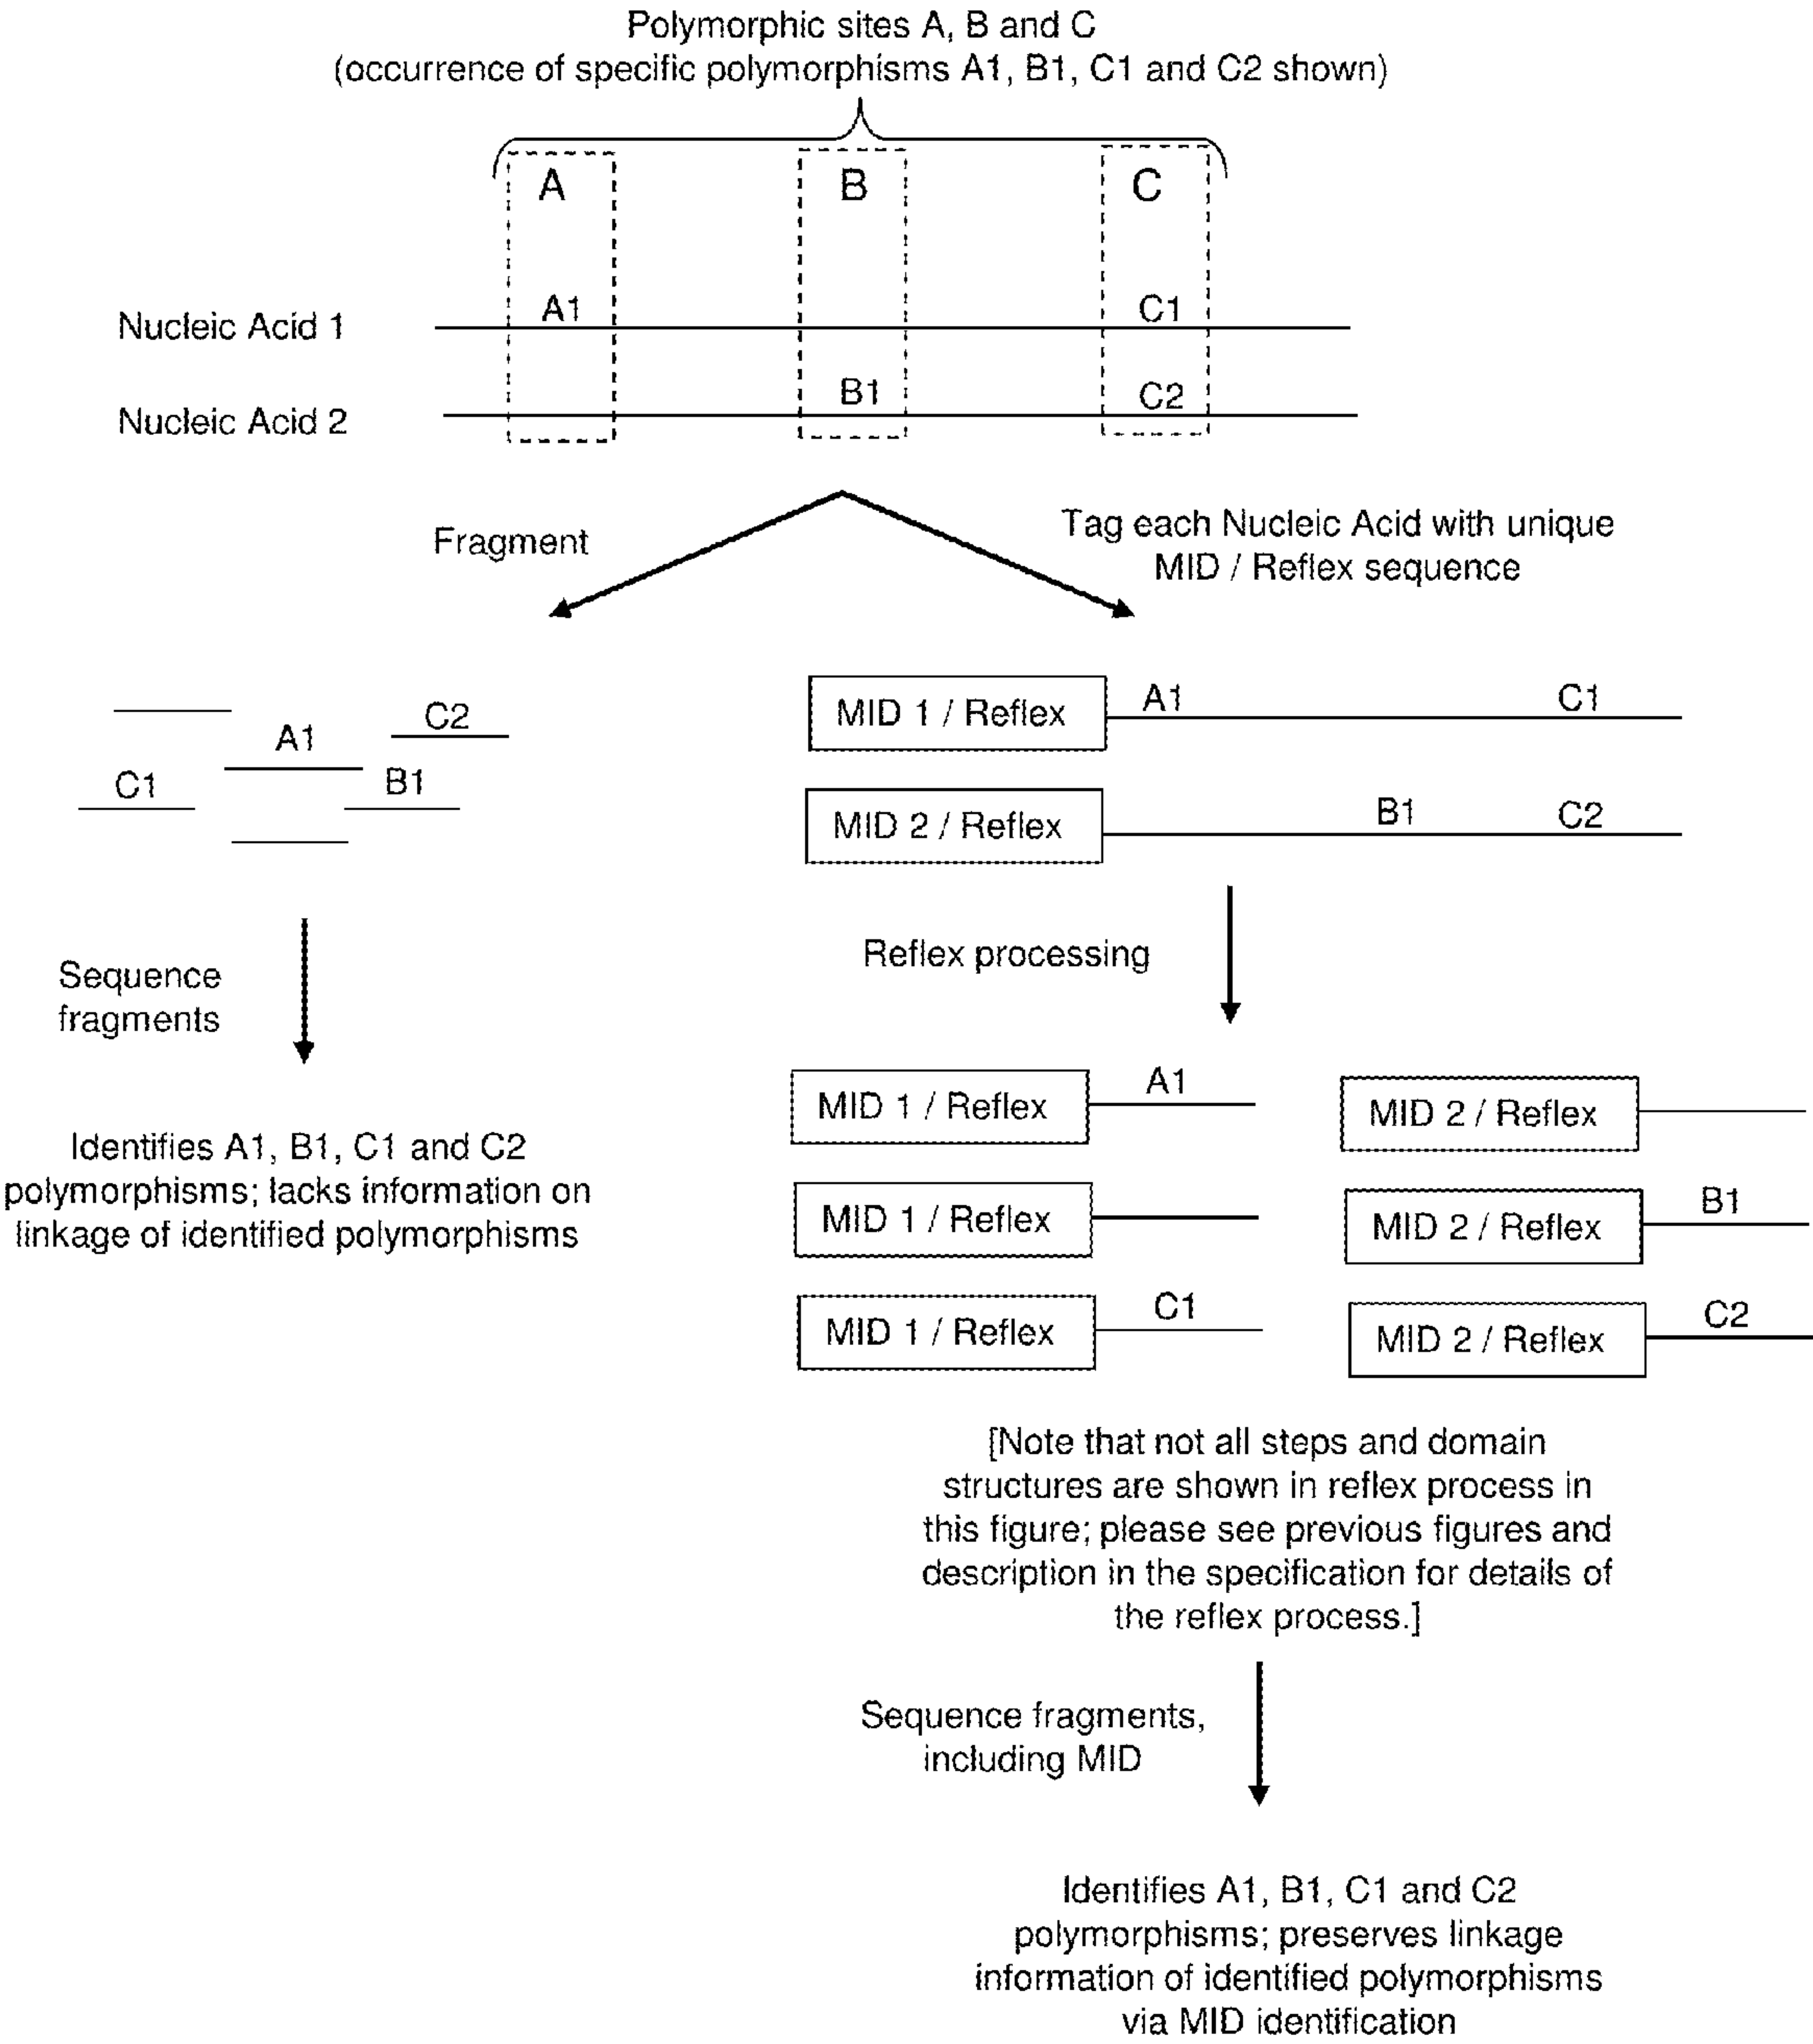 Polymorphic sites A, B and C
(occurrence of specific polymorphisms A1, B1, C1 and C2 shown)
A
B
C
Nucleic Acid 1
A1
C1
Nucleic Acid 2
B1
C2
Fragment
Tag each Nucleic Acid with unique
MID / Reflex sequence
C2
A1
C1
B1
MID 1 / Reflex
A1
C1
MID 2 / Reflex
B1
C2
Sequence
fragments
Reflex processing
Identifies A1, B1, C1 and C2
polymorphisms; lacks information on
linkage of identified polymorphisms
MID 1 / Reflex
A1
MID 2 / Reflex
MID 1 / Reflex
MID 2 / Reflex
B1
MID 1 / Reflex
C1
MID 2 / Reflex
C2
[Note that not all steps and domain
structures are shown in reflex process in
this figure; please see previous figures and
description in the specification for details of
the reflex process.]
Sequence fragments,
including MID
Identifies A1, B1, C1 and C2
polymorphisms; preserves linkage
information of identified polymorphisms
via MID identification